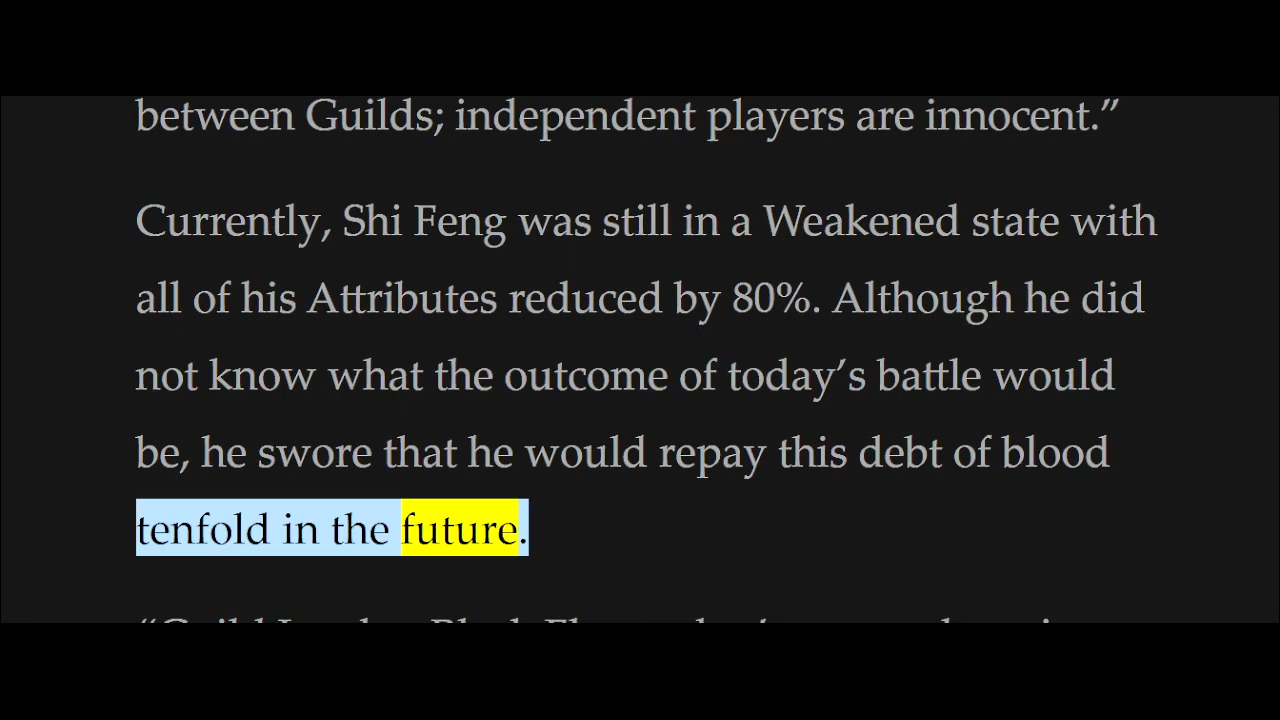 between Guilds; independent players are innocent.”
Currently, Shi Feng was still in a Weakened state with
all of his Attributes reduced by 80%. Although he did
not know what the outcome of today’s battle would
be, he swore that he would repay this debt of blood
tenfold in the future.
“Guild